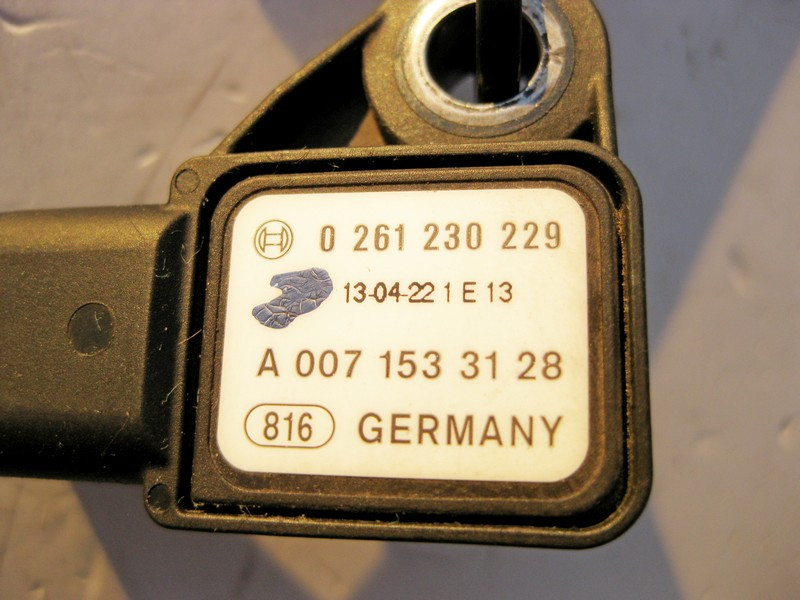 0 261 230 229
13-04-22 1 E 13
A 007 153 31 28
816 GERMANY